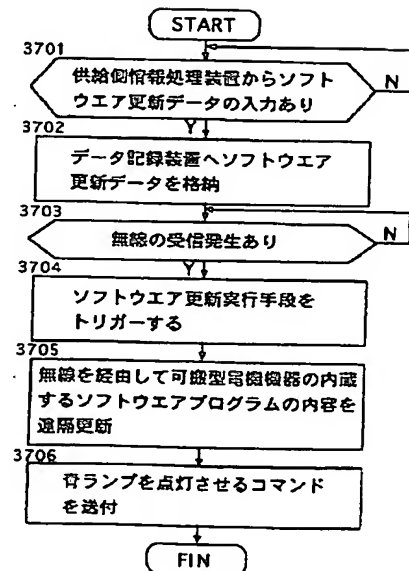 START
3701
供給側情報処理装置からソフト
ウエア更新データの入力あり
N
Y
3702
データ記録装置へソフトウエア
更新データを格納
3703
無線の受信発生あり
N
Y
3704
ソフトウエア更新実行手段を
トリガーする
3705
無線を経由して可搬型電機機器の内蔵
するソフトウエアプログラムの内容を
遠隔更新
3706
青ランプを点灯させるコマンド
を送付
FIN